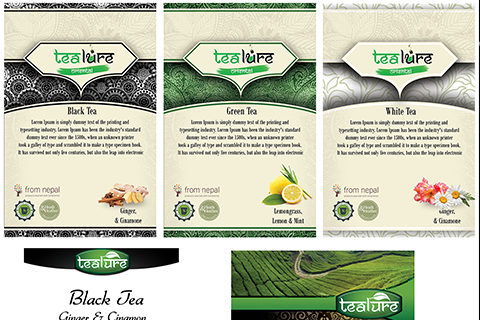 tealure
oriental
Black Tea
Lorem Ipsum is simply dummy text of the printing and
typesetting industry. Lorem Ipsum has been the industry's standard
dummy text ever since the 1500s, when an unknown printer
took a galley of type and scrambled it to make a type specimen book.
It has survived not only five centuries, but also the leap into electronic
from nepal
Ginger,
& Cinamone
tealure
oriental
Green Tea
Lorem Ipsum is simply dummy text of the printing and
typesetting industry. Lorem Ipsum has been the industry's standard
dummy text ever since the 1500s, when an unknown printer
took a galley of type and scrambled it to make a type specimen book.
It has survived not only five centuries, but also the leap into electronic
from nepal
Lemongrass,
Lemon & Mint
tealure
oriental
White Tea
Lorem Ipsum is simply dummy text of the printing and
typesetting industry. Lorem Ipsum has been the industry's standard
dummy text ever since the 1500s, when an unknown printer
took a galley of type and scrambled it to make a type specimen book.
It has survived not only five centuries, but also the leap into electronic
from nepal
Ginger,
& Cinamone
tealure
Black Tea
Ginger & Cinamon
tealure